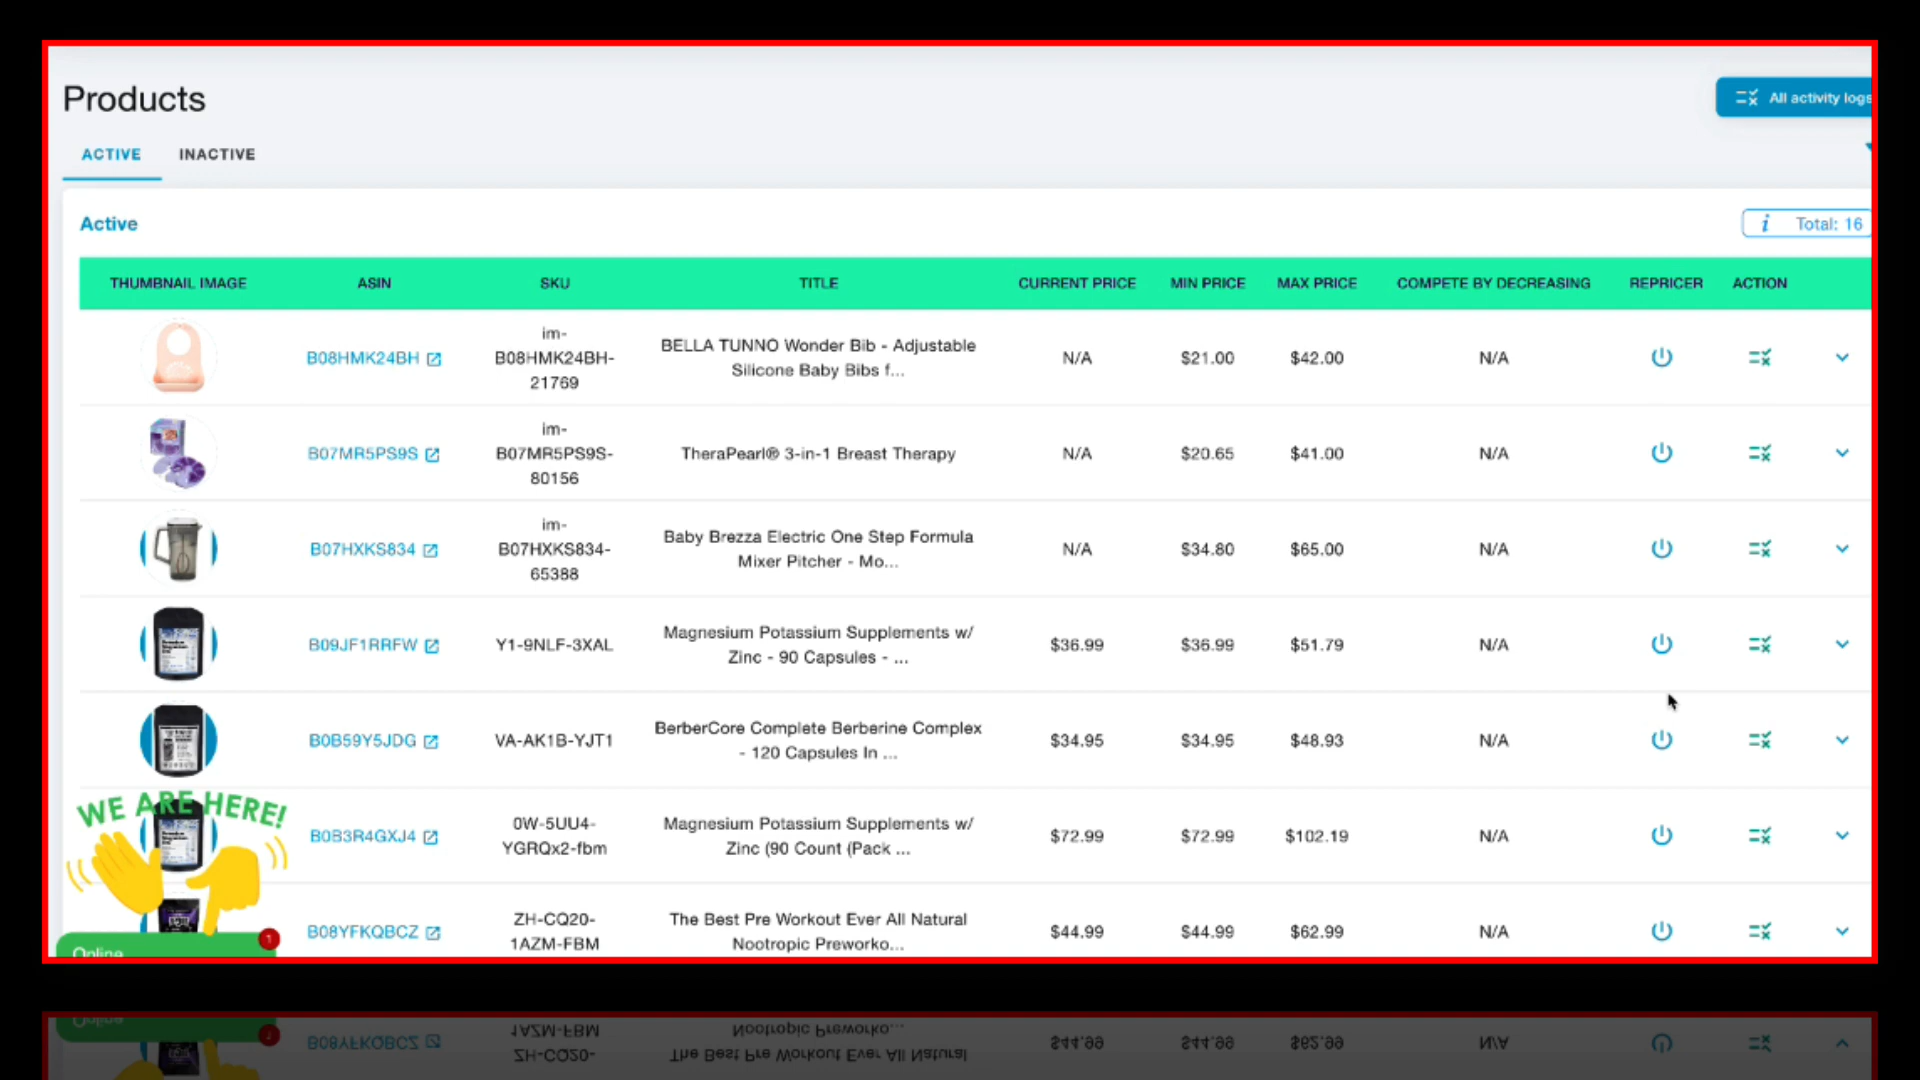 Products
All activity logs
ACTIVE INACTIVE
Active
i Total: 16
THUMBNAIL IMAGE ASIN SKU TITLE CURRENT PRICE MIN PRICE MAX PRICE COMPETE BY DECREASING REPRICER ACTION
im-
B08HMK24BH-
21769
B08HMK24BH
BELLA TUNNO Wonder Bib - Adjustable
Silicone Baby Bibs f...
N/A $21.00 $42.00 N/A
im-
B07MR5PS9S-
80156
B07MR5PS9S
TheraPearl® 3-in-1 Breast Therapy
N/A $20.65 $41.00 N/A
im-
B07HXKS834-
65388
B07HXKS834
Baby Brezza Electric One Step Formula
Mixer Pitcher - Mo...
N/A $34.80 $65.00 N/A
B09JF1RRFW
Y1-9NLF-3XAL
Magnesium Potassium Supplements w/
Zinc - 90 Capsules - ...
$36.99 $36.99 $51.79 N/A
B0B59Y5JDG
VA-AK1B-YJT1
BerberCore Complete Berberine Complex
- 120 Capsules In ...
$34.95 $34.95 $48.93 N/A
WE ARE HERE!
B0B3R4GXJ4
0W-5UU4-
YGRQx2-fbm
Magnesium Potassium Supplements w/
Zinc (90 Count (Pack ...
$72.99 $72.99 $102.19 N/A
B08YFKQBCZ
ZH-CQ20-
1AZM-FBM
The Best Pre Workout Ever All Natural
Nootropic Preworko...
$44.99 $44.99 $62.99 N/A
Online
1